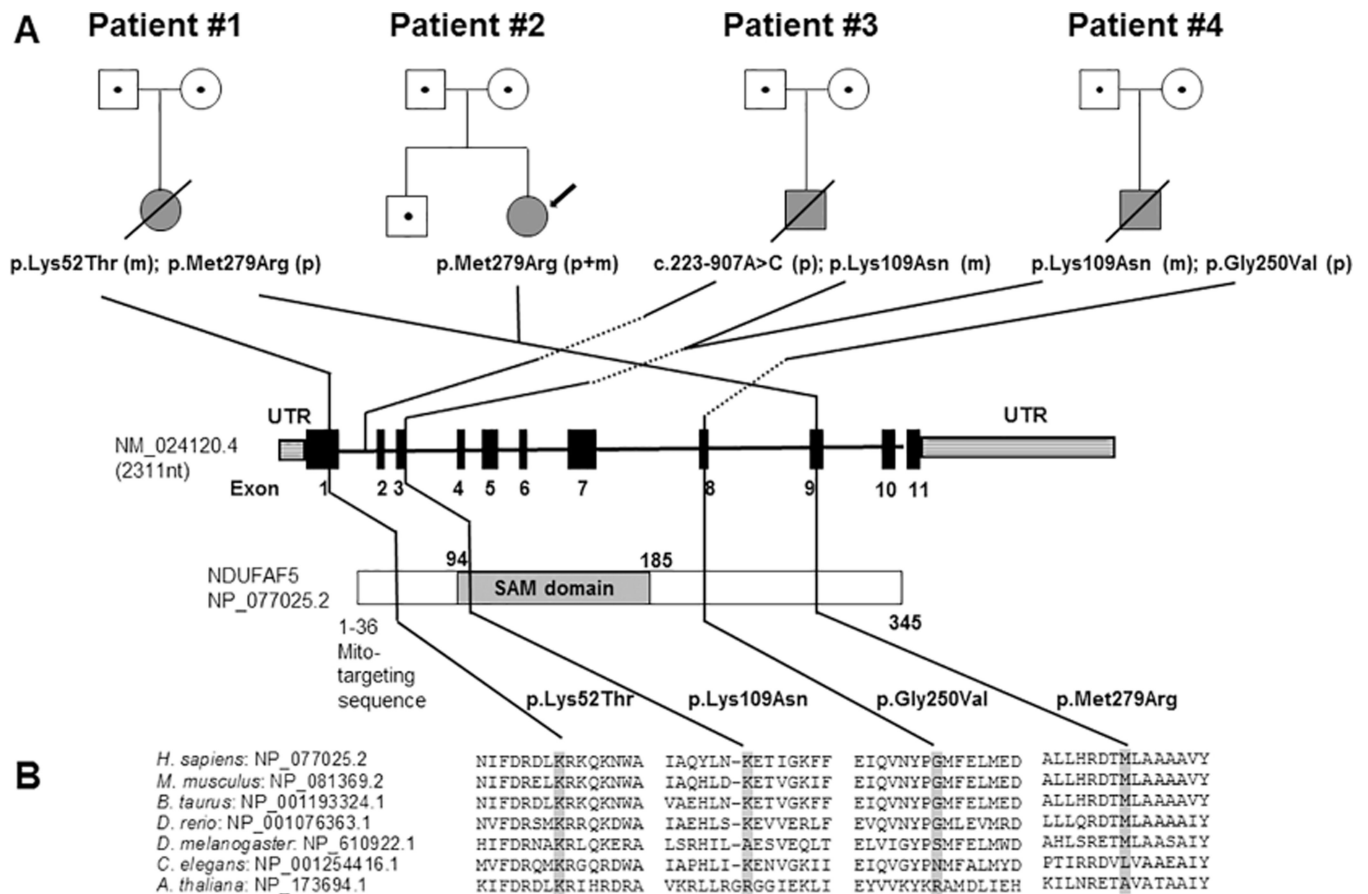 A
Patient #1 Patient #2 Patient #3 Patient #4
p.Lys52Thr (m); p.Met279Arg (p) p.Met279Arg (p+m) c.223-907A>C (p); p.Lys109Asn (m) p.Lys109Asn (m); p.Gly250Val (p)
UTR UTR
NM_024120.4
(2311nt)
Exon 1 2 3 4 5 6 7 8 9 10 11
94 185
NDUFAF5
NP_077025.2
SAM domain
345
1-36
Mito-
targeting
sequence
p.Lys52Thr p.Lys109Asn p.Gly250Val p.Met279Arg
B
H. sapiens: NP_077025.2 NIFDRDLKRKQKNWA IAQYLN-KETIGKFF EIQVNYPGMFELMED ALLHRDTMLAAAAVY
M. musculus: NP_081369.2 NIFDRELKRKQKNWA IAQHLD-KETVGKIF EIQVNYPGMFELMED ALLHRDTMLAAAAVY
B. taurus: NP_001193324.1 NIFDRDLKRKQKNWA VAEHLN-KETVGKFF EIQVNYPGMFELMED ALLHRDTMLAAAAVY
D. rerio: NP_001076363.1 NVFDRSMKRRQKDWA IAEHLS-KEVVERLF EVQVNYPGMLEVMRD LLLQRDTMLAAAAVY
D. melanogaster: NP_610922.1 HIFDRNAKRLQKERA LSRHIL-AESVEQLT ELVIGYPSMFELMWD AHLSRETMLAASAIY
C. elegans: NP_001254416.1 MVFDRQMKRGQRDWA IAPHLI-KENVGKII EIVQNYPNMFALMYD PTIRRDVLVAAEAIY
A. thaliana: NP_173694.1 KIFDRDLKRIHRDRA VKRLLRGRGGIEKLI EYVVKYKRAMDLIEH KILNRETAVATAAIY